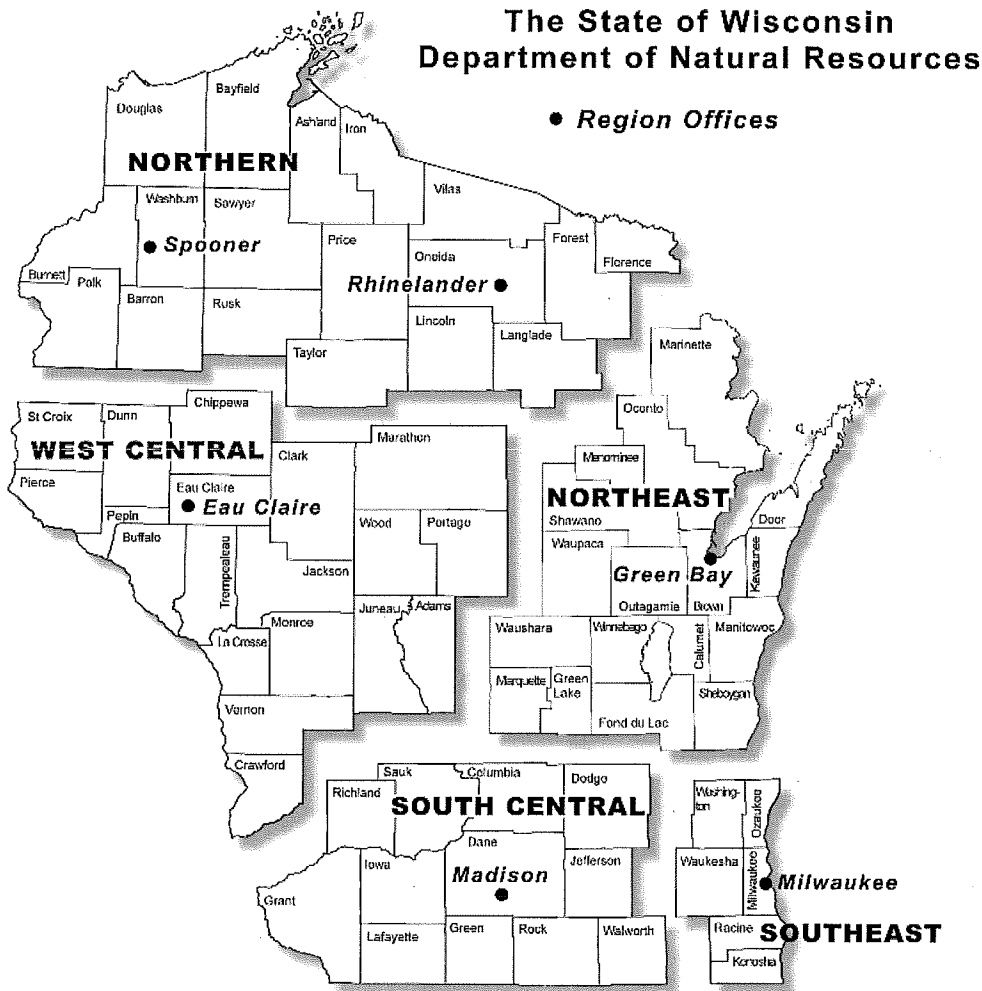 The State of Wisconsin
Department of Natural Resources
Region Offices
Douglas
Bayfield
Ashland
Iron
NORTHERN
Vilas
Washburn
Sawyer
Spooner
Price
Forest
Florence
Oneida
Burnett
Polk
Barron
Rusk
Rhinelander
Lincoln
Langlade
Taylor
Marinette
St Croix
Dunn
Chippewa
Oconto
WEST CENTRAL
Clark
Marathon
Menominee
Pierce
Eau Claire
Eau Claire
NORTHEAST
Pepin
Buffalo
Trempealeau
Wood
Portage
Shawano
Waupaca
Door
Kewaunee
Jackson
Green Bay
Juneau
Adams
Outagamie
Brown
Monroe
La Crosse
Waushara
Winnebago
Calumet
Manitowoc
Marquette
Green
Lake
Sheboygan
Vernon
Fond du Lac
Crawford
Sauk
Columbia
Dodge
Richland
SOUTH CENTRAL
Washing-
ton
Ozaukee
Dane
Iowa
Jefferson
Waukesha
Milwaukee
Madison
Milwaukee
Grant
Lafayette
Green
Rock
Walworth
Racine
SOUTHEAST
Kenosha